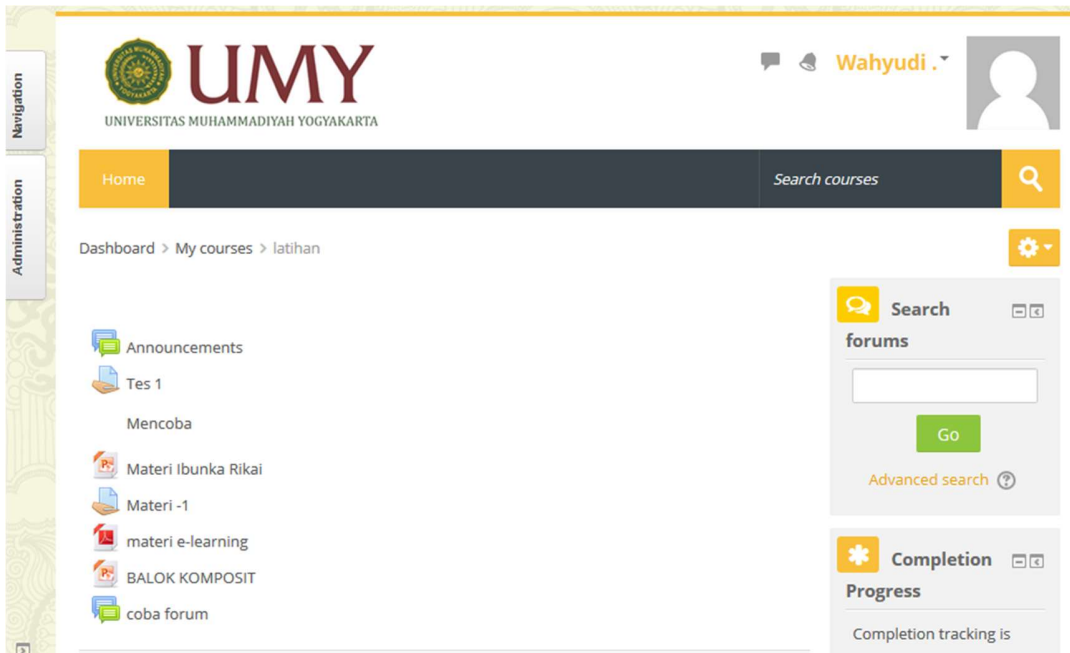 Navigation
Administration
UMY
UNIVERSITAS MUHAMMADIYAH YOGYAKARTA
Wahyudi .
Home
Search courses
Dashboard > My courses > latihan
Announcements
Tes 1
Mencoba
Materi Ibunka Rikai
Materi -1
materi e-learning
BALOK KOMPOSIT
coba forum
Search
forums
Go
Advanced search ?
Completion
Progress
Completion tracking is